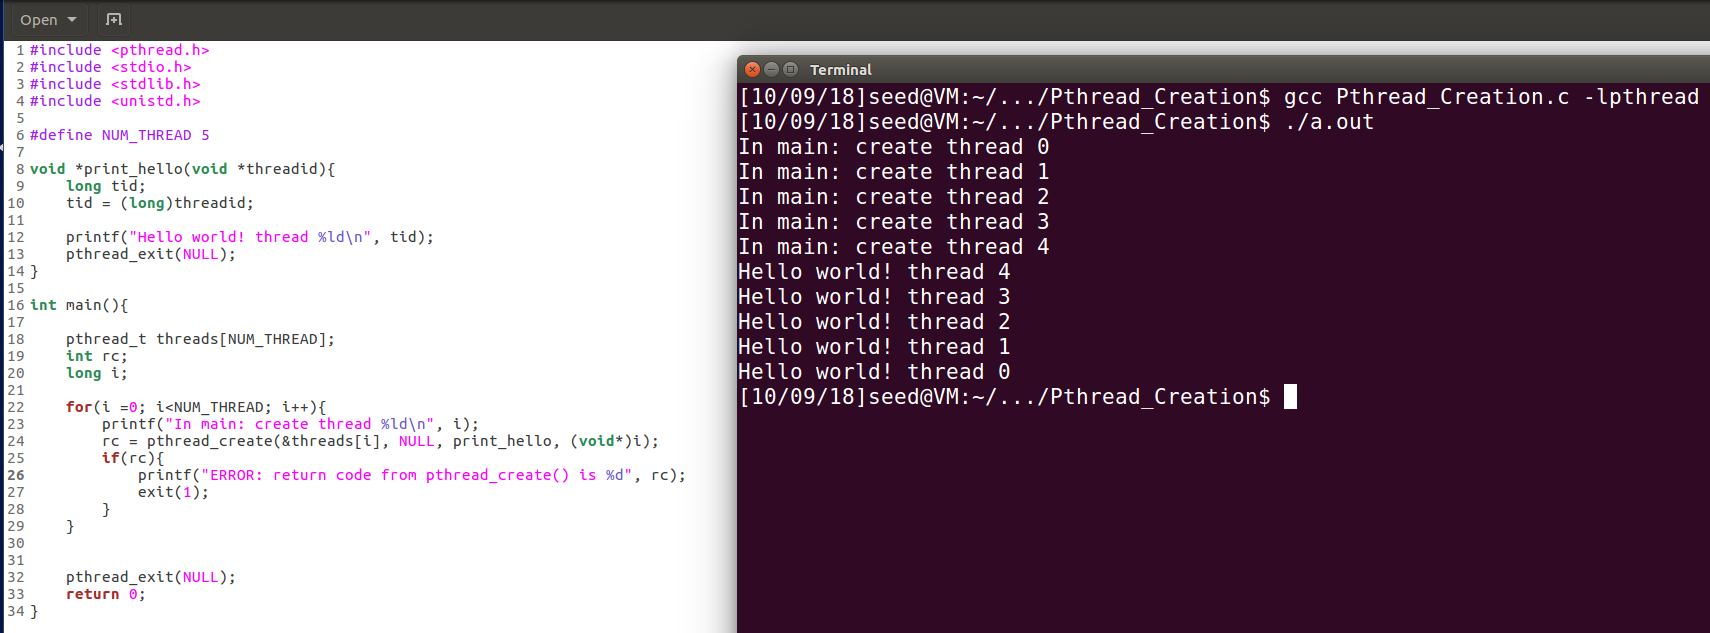 Open
1 #include <pthread.h>
2 #include <stdio.h>
3 #include <stdlib.h>
4 #include <unistd.h>
5
6 #define NUM_THREAD 5
7
8 void *print_hello(void *threadid){
9     long tid;
10     tid = (long)threadid;
11
12     printf("Hello world! thread %ld\n", tid);
13     pthread_exit(NULL);
14 }
15
16 int main(){
17
18     pthread_t threads[NUM_THREAD];
19     int rc;
20     long i;
21
22     for(i =0; i<NUM_THREAD; i++){
23         printf("In main: create thread %ld\n", i);
24         rc = pthread_create(&threads[i], NULL, print_hello, (void*)i);
25         if(rc){
26             printf("ERROR: return code from pthread_create() is %d", rc);
27             exit(1);
28         }
29     }
30
31
32     pthread_exit(NULL);
33     return 0;
34 }
Terminal
[10/09/18]seed@VM:~/.../Pthread_Creation$ gcc Pthread_Creation.c -lpthread
[10/09/18]seed@VM:~/.../Pthread_Creation$ ./a.out
In main: create thread 0
In main: create thread 1
In main: create thread 2
In main: create thread 3
In main: create thread 4
Hello world! thread 4
Hello world! thread 3
Hello world! thread 2
Hello world! thread 1
Hello world! thread 0
[10/09/18]seed@VM:~/.../Pthread_Creation$